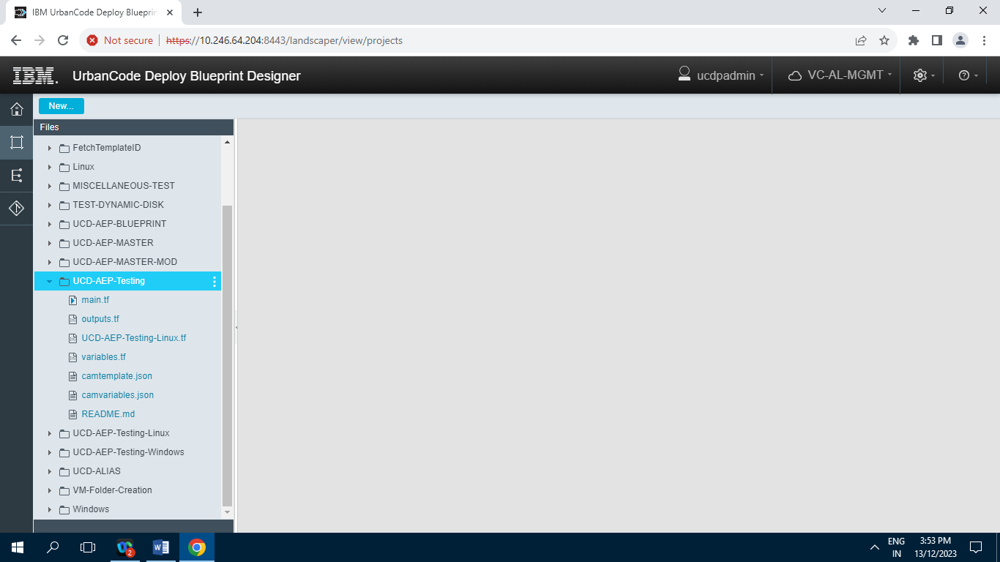 IBM UrbanCode Deploy Blueprin
Not secure
https://10.246.64.204:8443/landscaper/view/projects
IBM. UrbanCode Deploy Blueprint Designer
ucdpadmin
VC-AL-MGMT
New...
Files
FetchTemplateID
Linux
MISCELLANEOUS-TEST
TEST-DYNAMIC-DISK
UCD-AEP-BLUEPRINT
UCD-AEP-MASTER
UCD-AEP-MASTER-MOD
UCD-AEP-Testing
main.tf
outputs.tf
UCD-AEP-Testing-Linux.tf
variables.tf
camtemplate.json
camvariables.json
README.md
UCD-AEP-Testing-Linux
UCD-AEP-Testing-Windows
UCD-ALIAS
VM-Folder-Creation
Windows
2
ENG
IN
3:53 PM
13/12/2023